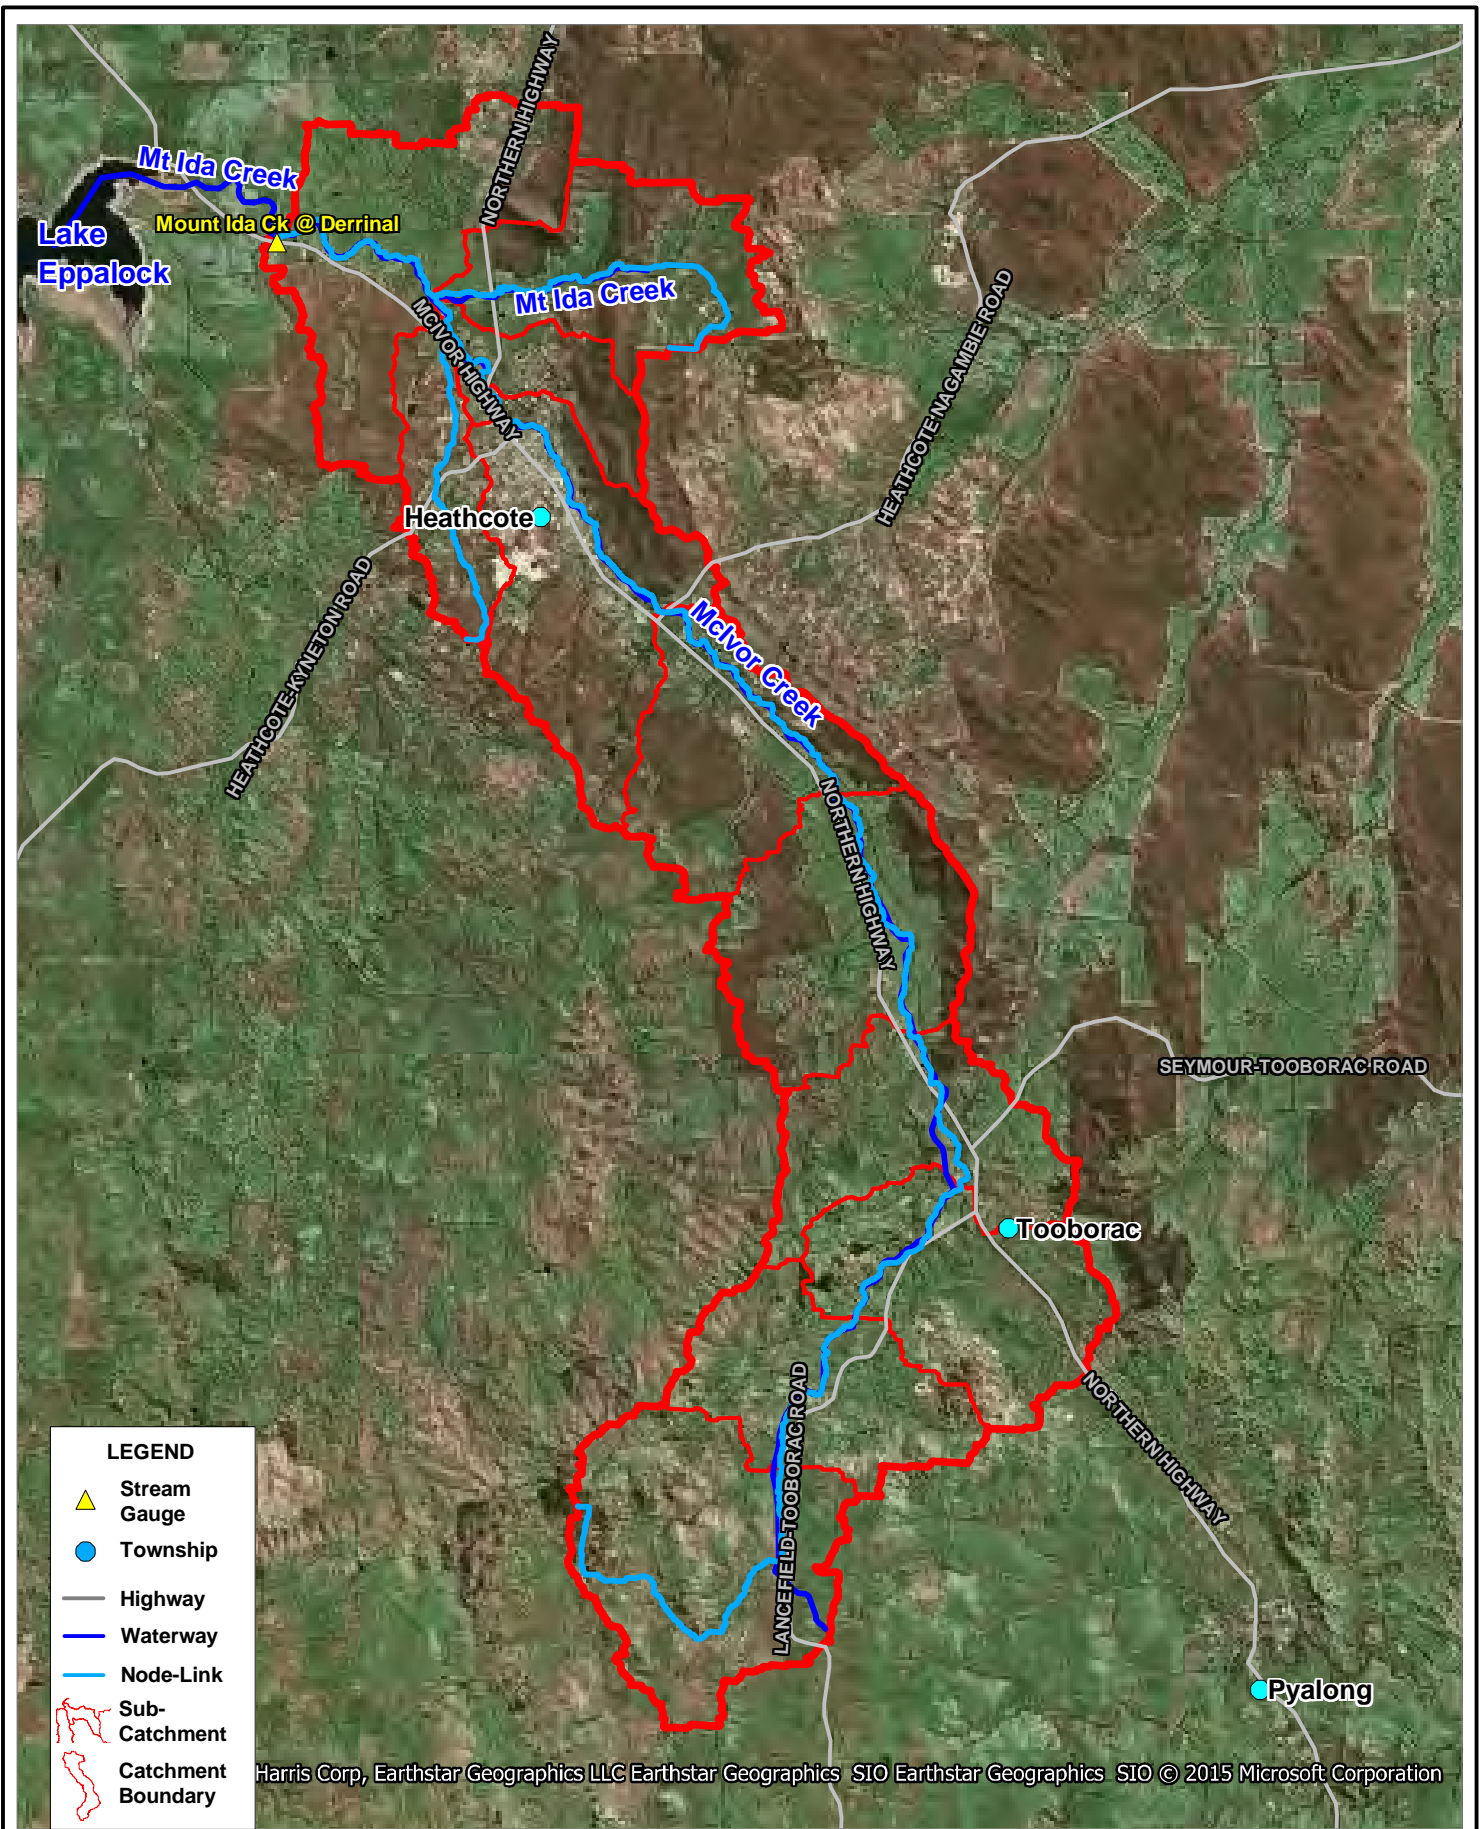 NORTHERN HIGHWAY
Mt Ida Creek
Mount Ida Ck @ Derrinal
Lake
Eppalock
Mt Ida Creek
MCIVOR HIGHWAY
HEATHCOTE-NAGAMBIE ROAD
Heathcote
HEATHCOTE-KYNETON ROAD
McIvor Creek
NORTHERN HIGHWAY
SEYMOUR-TOOBORAC ROAD
Tooborac
LANCEFIELD-TOOBORAC ROAD
NORTHERN HIGHWAY
Pyalong
LEGEND
Stream
Gauge
Township
Highway
Waterway
Node-Link
Sub-
Catchment
Catchment
Boundary
Harris Corp, Earthstar Geographics LLC Earthstar Geographics SIO Earthstar Geographics SIO © 2015 Microsoft Corporation